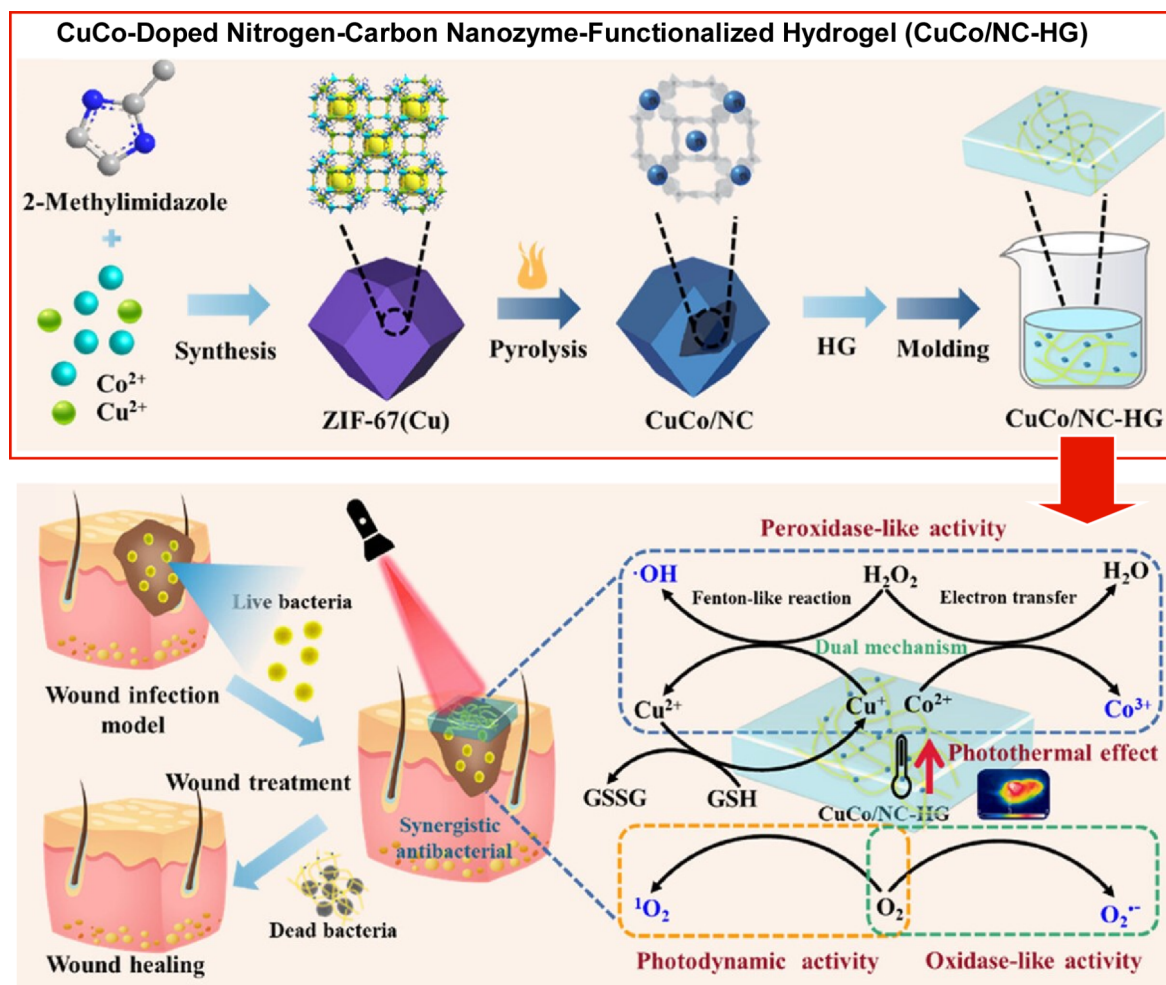 CuCo-Doped Nitrogen-Carbon Nanozyme-Functionalized Hydrogel (CuCo/NC-HG)
2-Methylimidazole
+
Co²⁺
Cu²⁺
Synthesis
ZIF-67(Cu)
Pyrolysis
CuCo/NC
HG
Molding
CuCo/NC-HG
Live bacteria
Wound infection
model
Wound treatment
Synergistic
antibacterial
Dead bacteria
Wound healing
Peroxidase-like activity
·OH
H₂O₂
H₂O
Fenton-like reaction
Electron transfer
Dual mechanism
Cu²⁺
Cu⁺
Co²⁺
Co³⁺
Photothermal effect
GSSG
GSH
CuCo/NC-HG
¹O₂
O₂
O₂•⁻
Photodynamic activity
Oxidase-like activity